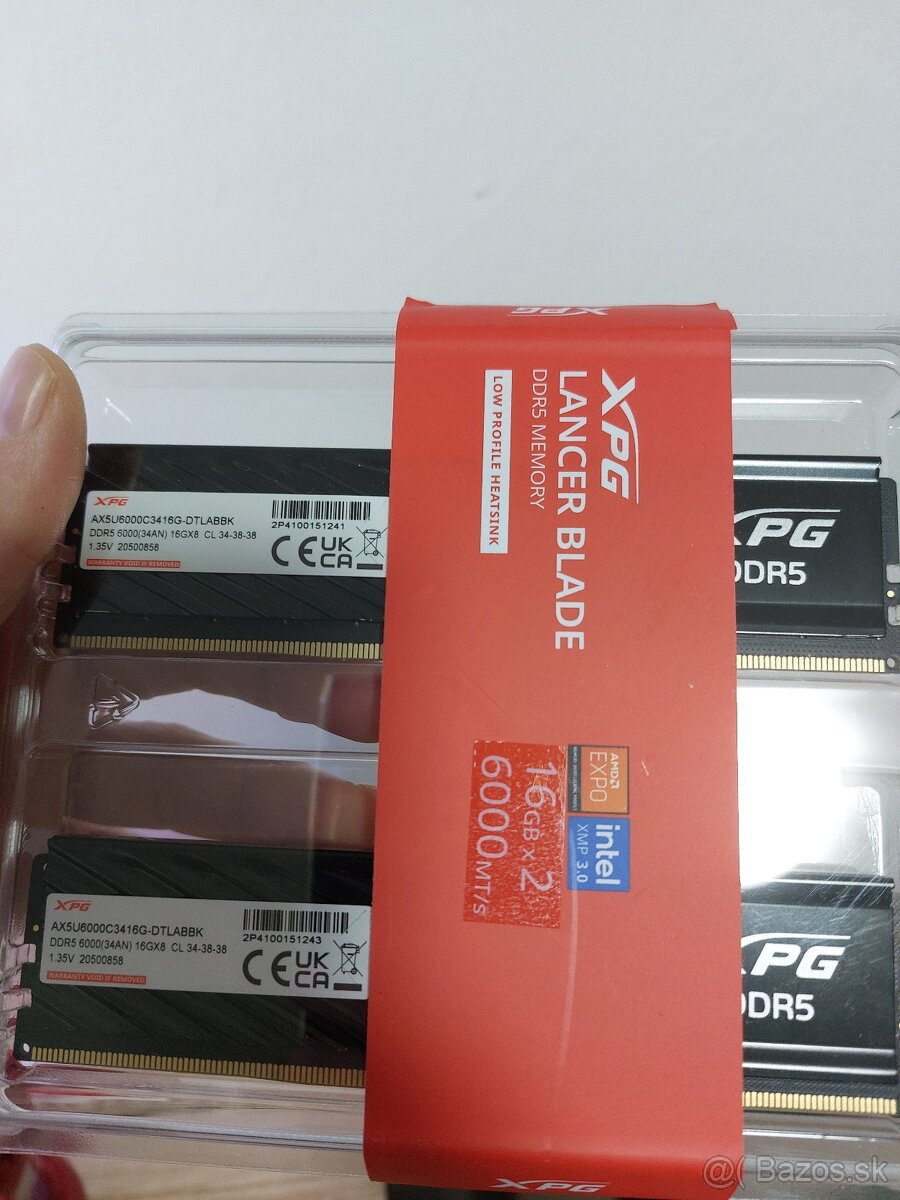 XPG
XPG
LANCER BLADE
DDR5 MEMORY
LOW PROFILE HEATSINK
AMD
EXPO
intel
XMP 3.0
16GB x 2
6000MT/s
XPG
AX5U6000C3416G-DTLABBK
DDR5 6000(34AN) 16GX8 CL 34-38-38
1.35V 20500858
WARRANTY VOID IF REMOVED
2P4100151241
CE UK
CA
XPG
DDR5
XPG
AX5U6000C3416G-DTLABBK
DDR5 6000(34AN) 16GX8 CL 34-38-38
1.35V 20500858
WARRANTY VOID IF REMOVED
2P4100151243
CE UK
CA
XPG
DDR5
XPG
@( Bazos.sk